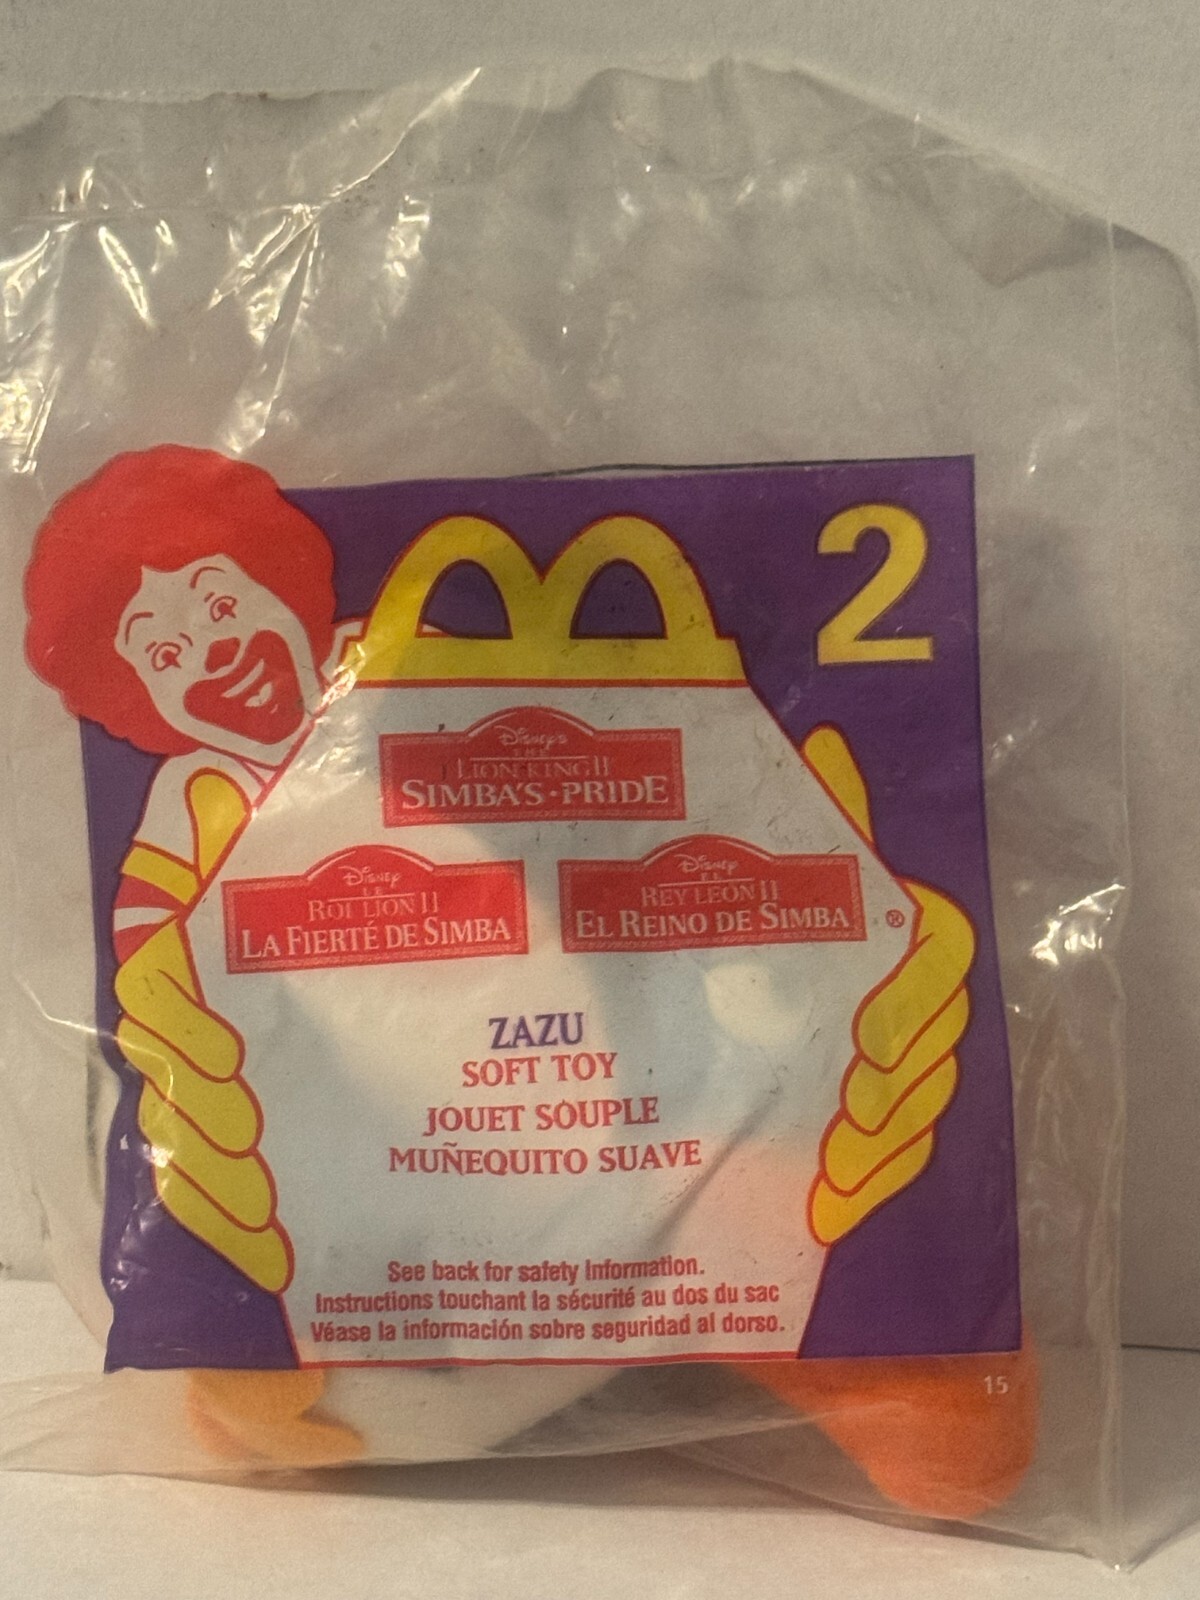 2
Disney's
THE
LION KING II
SIMBA'S·PRIDE
Disney
LE
ROI LION II
LA FIERTÉ DE SIMBA
Disney
EL
REY LEON II
EL REINO DE SIMBA
®
ZAZU
SOFT TOY
JOUET SOUPLE
MUÑEQUITO SUAVE
See back for safety Information.
Instructions touchant la sécurité au dos du sac
Véase la información sobre seguridad al dorso.
15